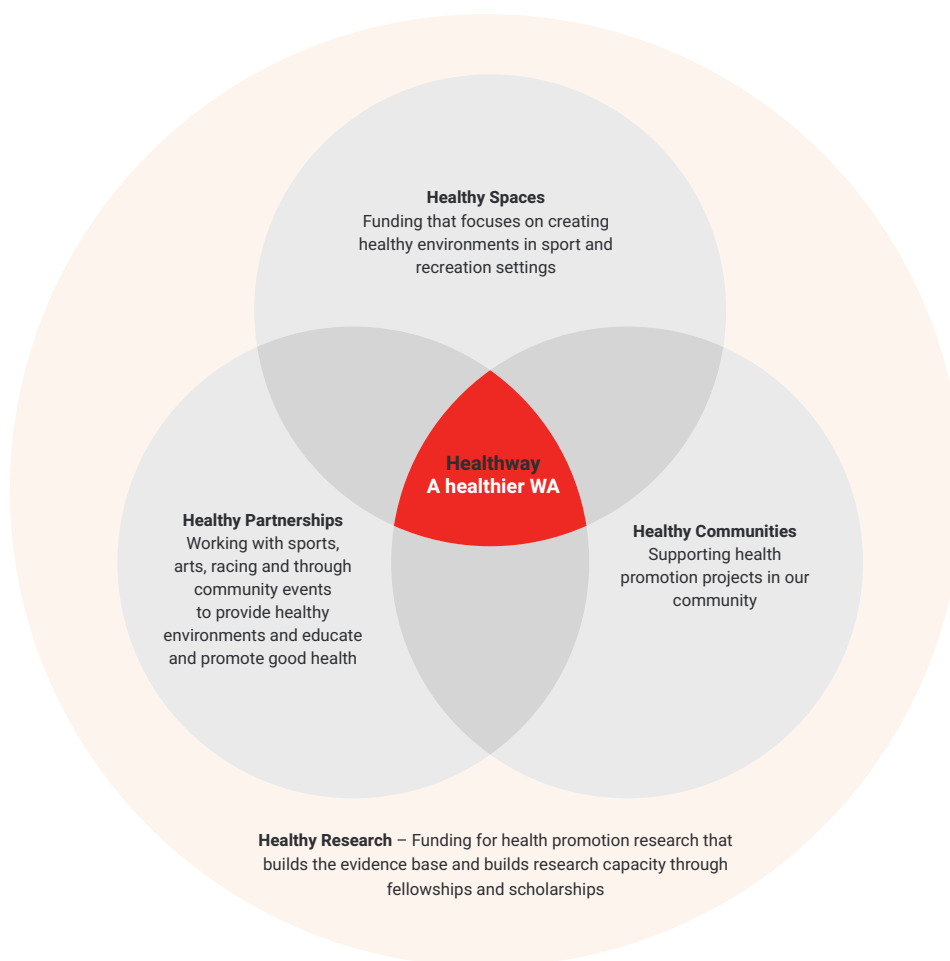 Healthy Spaces
Funding that focuses on creating
healthy environments in sport and
recreation settings
Healthway
A healthier WA
Healthy Partnerships
Working with sports,
arts, racing and through
community events
to provide healthy
environments and educate
and promote good health
Healthy Communities
Supporting health
promotion projects in our
community
Healthy Research – Funding for health promotion research that
builds the evidence base and builds research capacity through
fellowships and scholarships